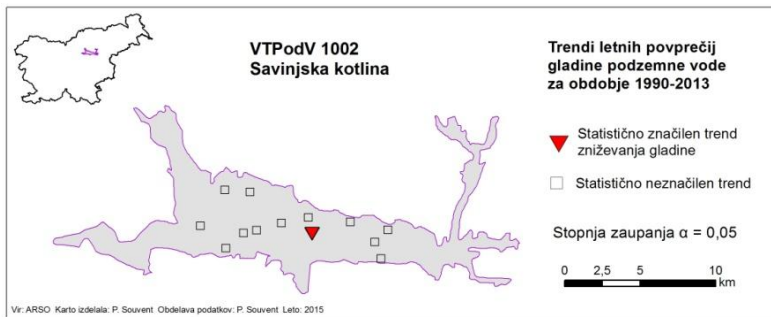 VTPodV 1002
Savinjska kotlina
Trendi letnih povprečij
gladine podzemne vode
za obdobje 1990-2013
Statistično značilen trend
zniževanja gladine
Statistično neznačilen trend
Stopnja zaupanja α = 0,05
0 2,5 5 10
km
Vir: ARSO Karto izdelala: P. Souvent Obdelava podatkov: P. Souvent Leto: 2015